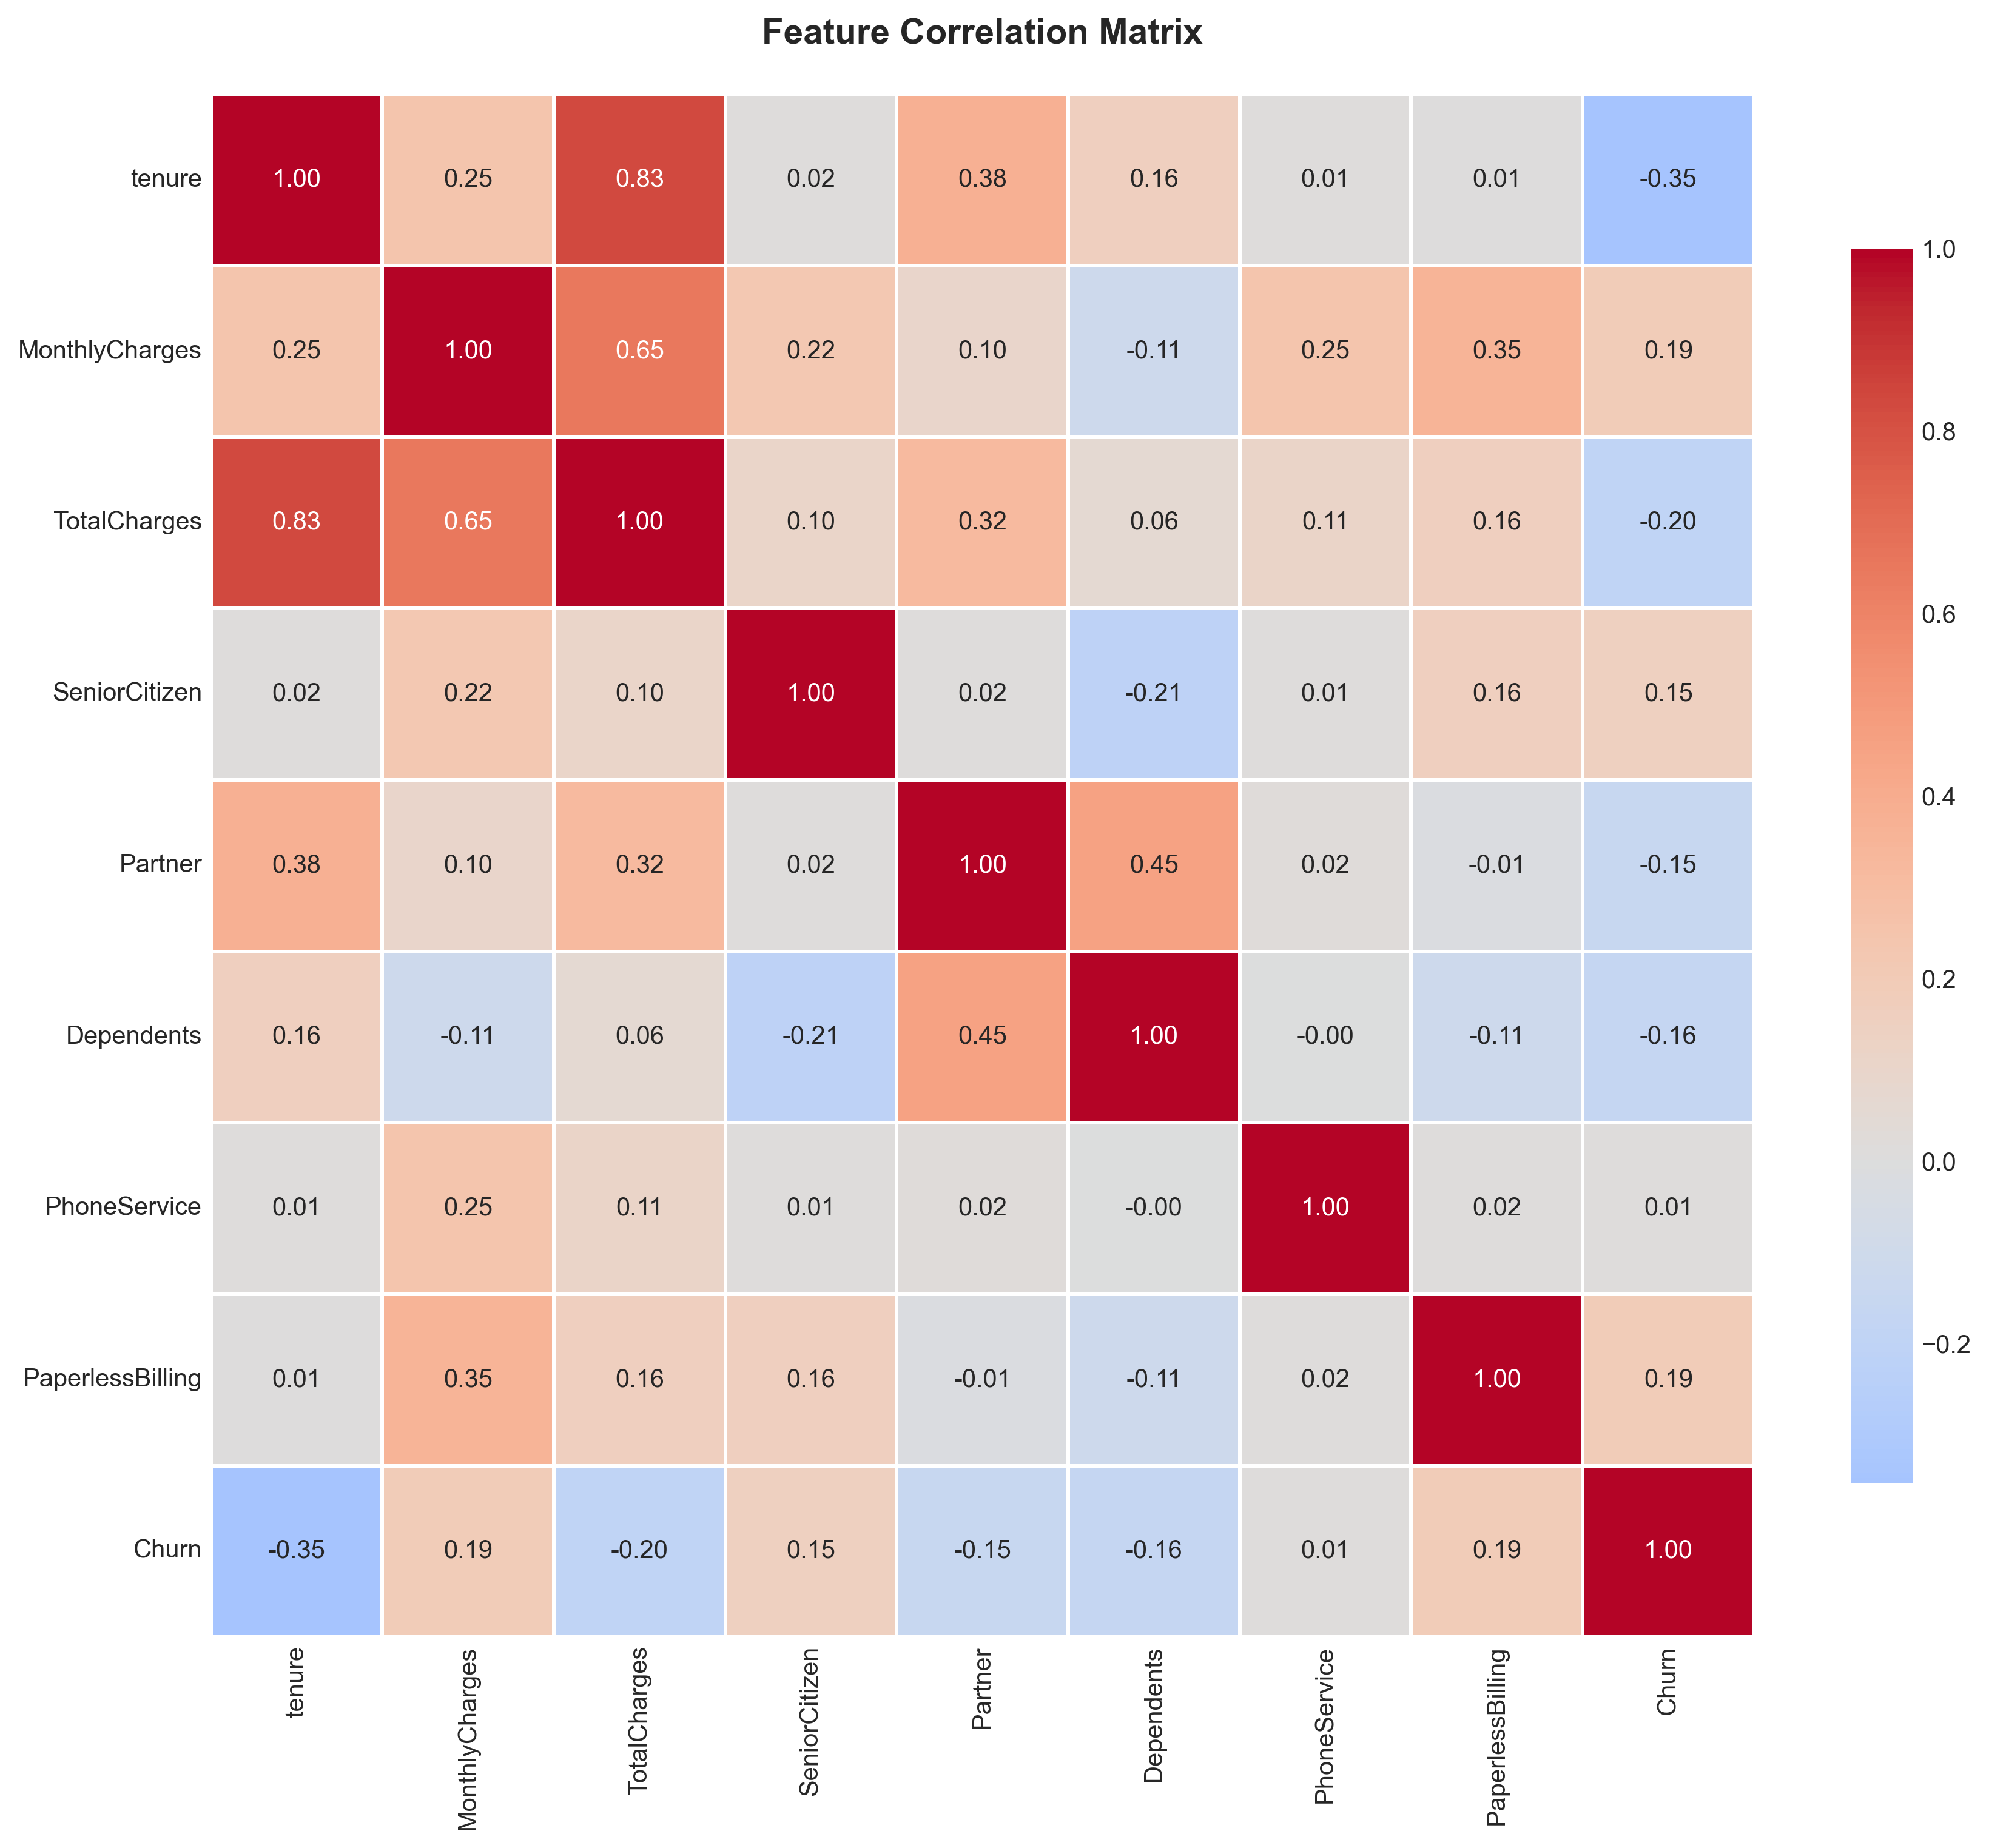 Feature Correlation Matrix
tenure 1.00 0.25 0.83 0.02 0.38 0.16 0.01 0.01 -0.35
MonthlyCharges 0.25 1.00 0.65 0.22 0.10 -0.11 0.25 0.35 0.19
TotalCharges 0.83 0.65 1.00 0.10 0.32 0.06 0.11 0.16 -0.20
SeniorCitizen 0.02 0.22 0.10 1.00 0.02 -0.21 0.01 0.16 0.15
Partner 0.38 0.10 0.32 0.02 1.00 0.45 0.02 -0.01 -0.15
Dependents 0.16 -0.11 0.06 -0.21 0.45 1.00 -0.00 -0.11 -0.16
PhoneService 0.01 0.25 0.11 0.01 0.02 -0.00 1.00 0.02 0.01
PaperlessBilling 0.01 0.35 0.16 0.16 -0.01 -0.11 0.02 1.00 0.19
Churn -0.35 0.19 -0.20 0.15 -0.15 -0.16 0.01 0.19 1.00
tenure
MonthlyCharges
TotalCharges
SeniorCitizen
Partner
Dependents
PhoneService
PaperlessBilling
Churn
1.0
0.8
0.6
0.4
0.2
0.0
−0.2